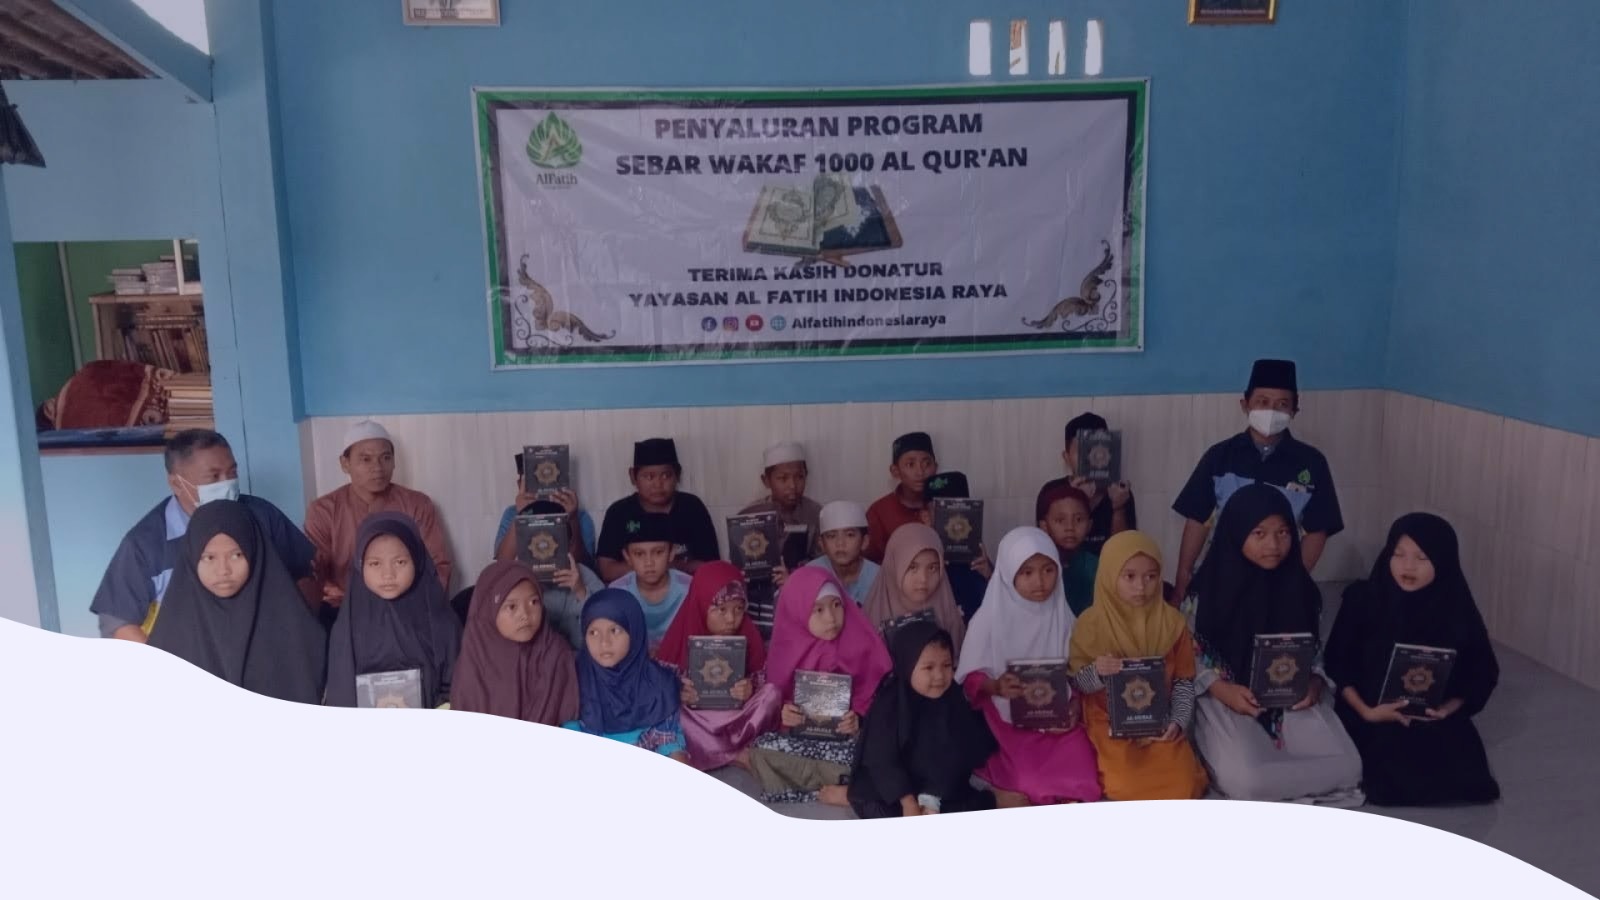 PENYALURAN PROGRAM
SEBAR WAKAF 1000 AL QUR'AN
AlFatih
TERIMA KASIH DONATUR
YAYASAN AL FATIH INDONESIA RAYA
Alfatihindonesiaraya